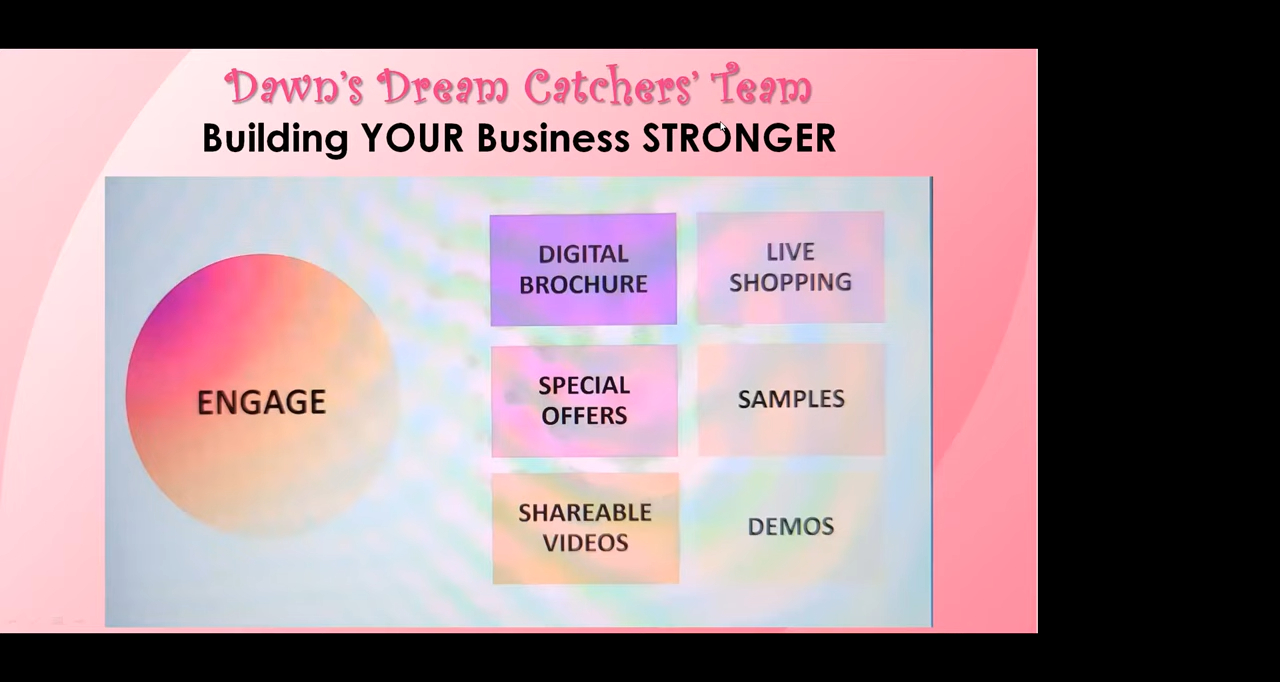 Dawn's Dream Catchers' Team
Building YOUR Business STRONGER
ENGAGE
DIGITAL
BROCHURE
LIVE
SHOPPING
SPECIAL
OFFERS
SAMPLES
SHAREABLE
VIDEOS
DEMOS